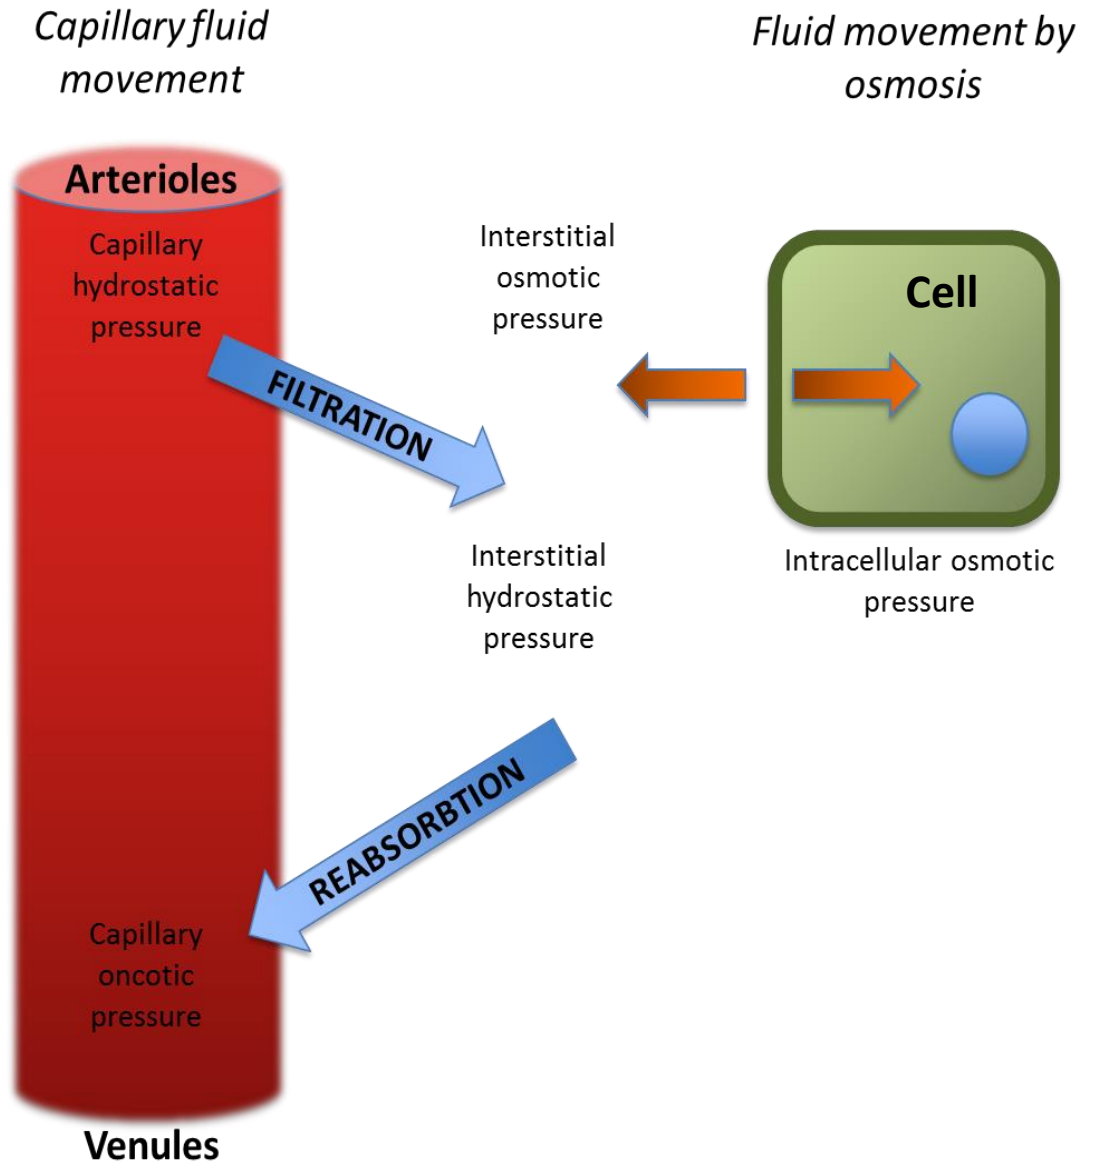 Capillary fluid
movement
Fluid movement by
osmosis
Arterioles
Capillary
hydrostatic
pressure
Interstitial
osmotic
pressure
Cell
FILTRATION
Interstitial
hydrostatic
pressure
Intracellular osmotic
pressure
REABSORBTION
Capillary
oncotic
pressure
Venules